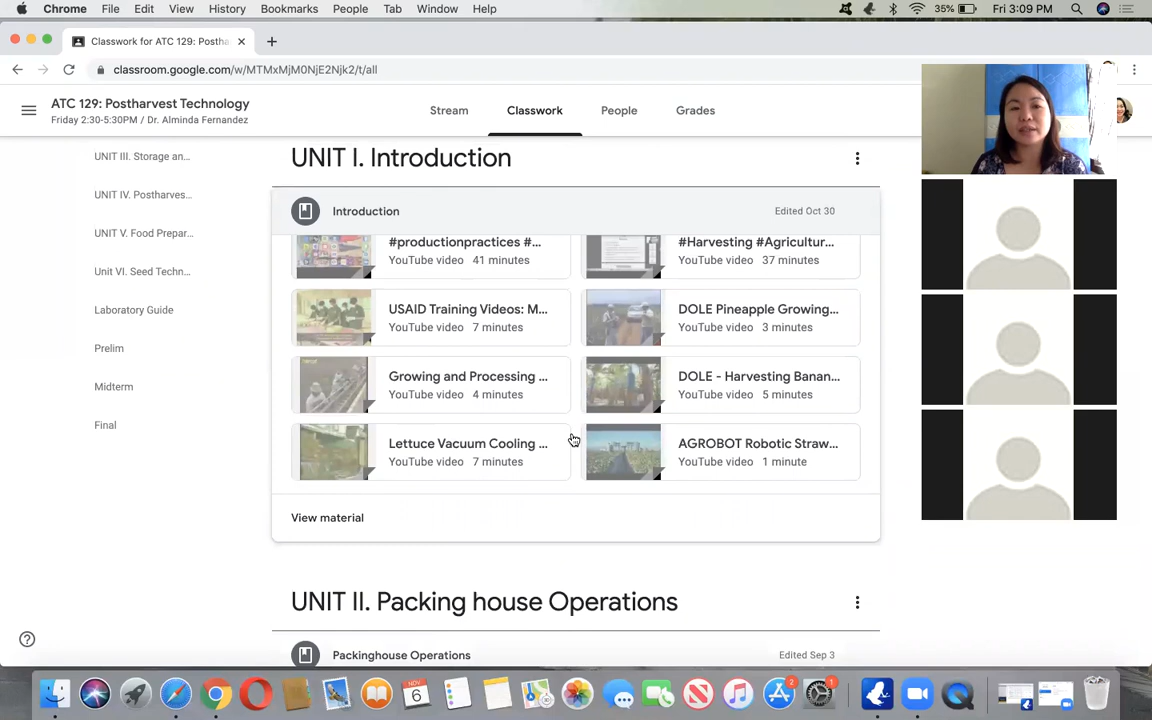 Chrome File Edit View History Bookmarks People Tab Window Help 35% Fri 3:09 PM
Classwork for ATC 129: Postha
classroom.google.com/w/MTMxMjM0NjE2Njk2/t/all
ATC 129: Postharvest Technology
Friday 2:30-5:30PM / Dr. Alminda Fernandez
Stream Classwork People Grades
UNIT III. Storage an...
UNIT IV. Postharves...
UNIT V. Food Prepar...
Unit VI. Seed Techn...
Laboratory Guide
Prelim
Midterm
Final
UNIT I. Introduction
Introduction Edited Oct 30
#productionpractices #...
YouTube video 41 minutes
#Harvesting #Agricultur...
YouTube video 37 minutes
USAID Training Videos: M...
YouTube video 7 minutes
DOLE Pineapple Growing...
YouTube video 3 minutes
Growing and Processing ...
YouTube video 4 minutes
DOLE - Harvesting Banan...
YouTube video 5 minutes
Lettuce Vacuum Cooling ...
YouTube video 7 minutes
AGROBOT Robotic Straw...
YouTube video 1 minute
View material
UNIT II. Packing house Operations
Packinghouse Operations Edited Sep 3
NOV
6
2
1